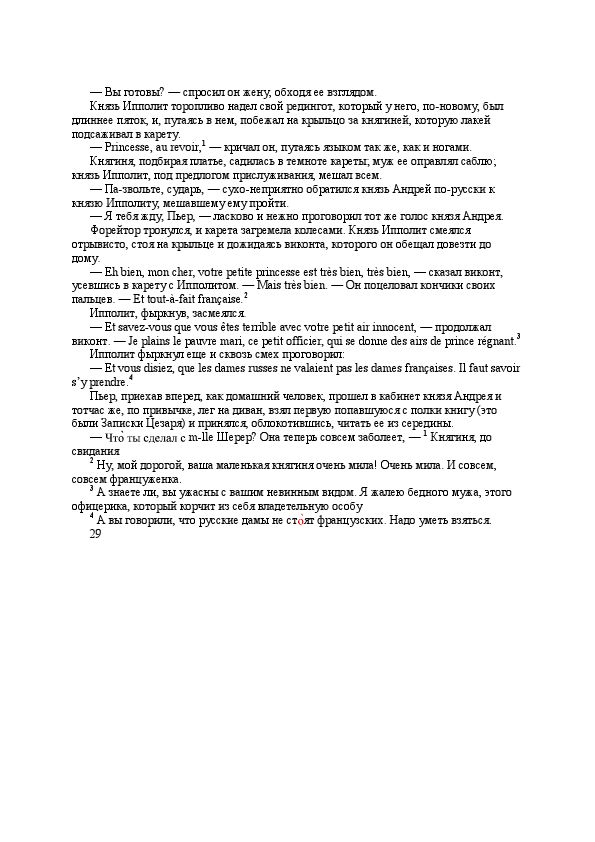 — Вы готовы? — спросил он жену, обходя ее взглядом.
Князь Ипполит торопливо надел свой редингот, который у него, по-новому, был
длиннее пяток, и, путаясь в нем, побежал на крыльцо за княгиней, которую лакей
подсаживал в карету.
— Princesse, au revoir,¹ — кричал он, путаясь языком так же, как и ногами.
Княгиня, подбирая платье, садилась в темноте кареты; муж ее оправлял саблю;
князь Ипполит, под предлогом прислуживания, мешал всем.
— Па-звольте, сударь, — сухо-неприятно обратился князь Андрей по-русски к
князю Ипполиту, мешавшему ему пройти.
— Я тебя жду, Пьер, — ласково и нежно проговорил тот же голос князя Андрея.
Форейтор тронулся, и карета загремела колесами. Князь Ипполит смеялся
отрывисто, стоя на крыльце и дожидаясь виконта, которого он обещал довезти до
дому.
— Eh bien, mon cher, votre petite princesse est très bien, très bien, — сказал виконт,
усевшись в карету с Ипполитом. — Mais très bien. — Он поцеловал кончики своих
пальцев. — Et tout-à-fait française.²
Ипполит, фыркнув, засмеялся.
— Et savez-vous que vous êtes terrible avec votre petit air innocent, — продолжал
виконт. — Je plains le pauvre mari, ce petit officier, qui se donne des airs de prince régnant.³
Ипполит фыркнул еще и сквозь смех проговорил:
— Et vous disiez, que les dames russes ne valaient pas les dames françaises. Il faut savoir
s’y prendre.⁴
Пьер, приехав вперед, как домашний человек, прошел в кабинет князя Андрея и
тотчас же, по привычке, лег на диван, взял первую попавшуюся с полки книгу (это
были Записки Цезаря) и принялся, облокотившись, читать ее из середины.
— Что̀ ты сделал с m-lle Шерер? Она теперь совсем заболеет, — ¹ Княгиня, до
свидания
² Ну, мой дорогой, ваша маленькая княгиня очень мила! Очень мила. И совсем,
совсем француженка.
³ А знаете ли, вы ужасны с вашим невинным видом. Я жалею бедного мужа, этого
офицерика, который корчит из себя владетельную особу
⁴ А вы говорили, что русские дамы не сто̀ят французских. Надо уметь взяться.
29